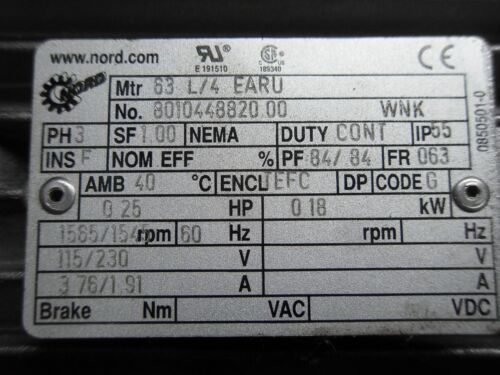 www.nord.com
E 191510
C US
189340
CE
NORD
Mtr 63 L/4 EARU
No. 8010448820.00 WNK
PH 3 SF 1.00 NEMA DUTY CONT IP55
INS F NOM EFF % PF 84/ 84 FR 063
AMB 40 °C ENCL TEFC DP CODE G
0.25 HP 0.18 kW
rpm 60 Hz rpm Hz
115/230 V V
3.76/1.91 A A
Brake Nm VAC VDC
0850501-0